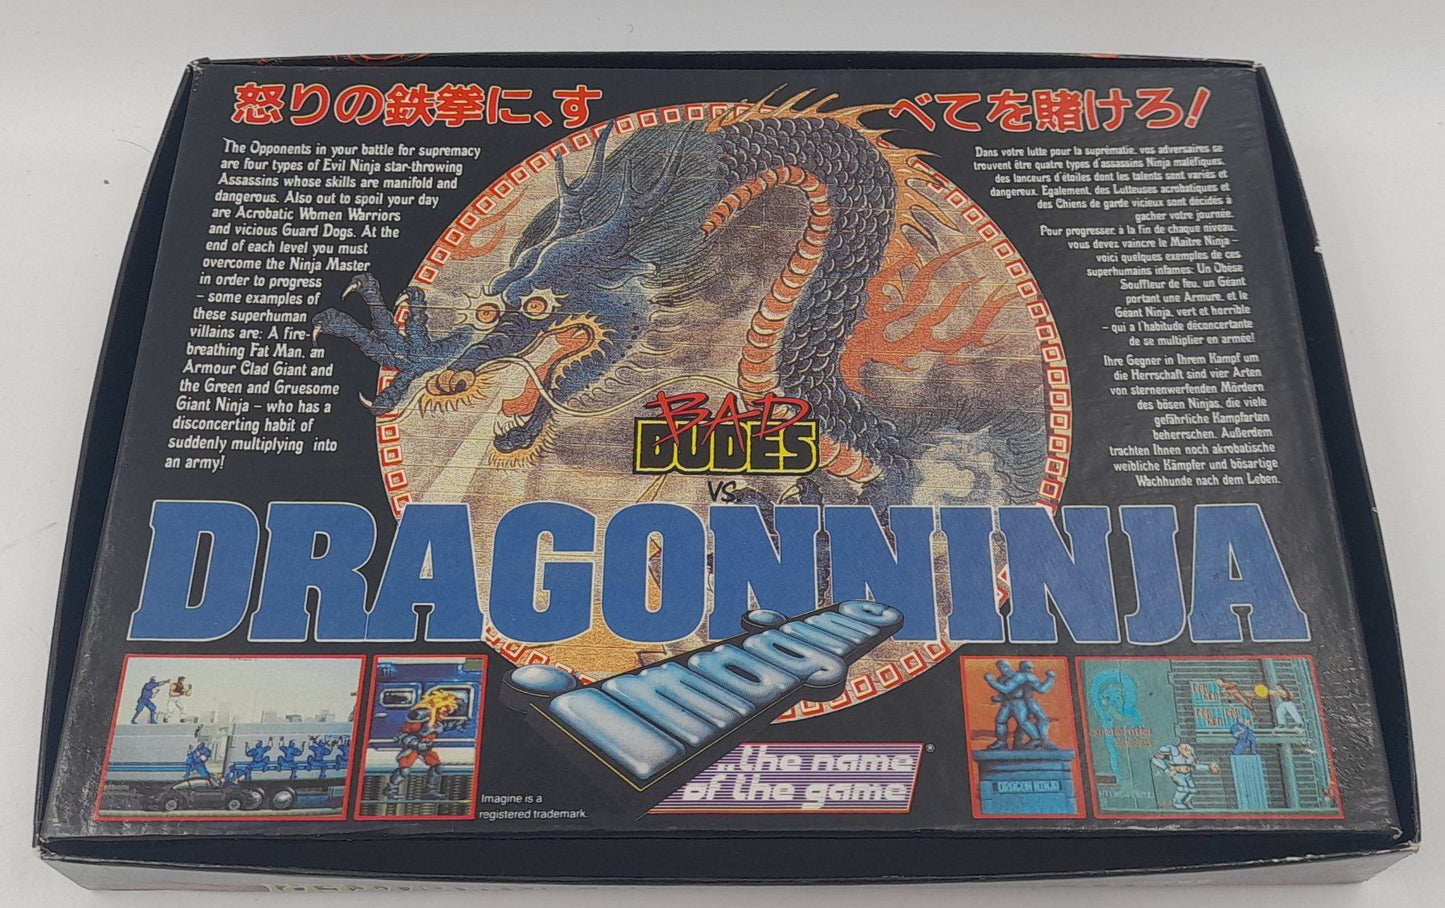 怒りの鉄拳に、す べてを賭けろ!
The Opponents in your battle for supremacy
are four types of Evil Ninja star-throwing
Assassins whose skills are manifold and
dangerous. Also out to spoil your day
are Acrobatic Women Warriors
and vicious Guard Dogs. At the
end of each level you must
overcome the Ninja Master
in order to progress
– some examples of
these superhuman
villains are: A fire-
breathing Fat Man, an
Armour Clad Giant and
the Green and Gruesome
Giant Ninja – who has a
disconcerting habit of
suddenly multiplying into
an army!
Dans votre lutte pour la suprématie, vos adversaires se
trouvent être quatre types d'assassins Ninja maléfiques,
des lanceurs d'étoiles dont les talents sont variés et
dangereux. Egalement, des Lutteuses acrobatiques et
des Chiens de garde vicieux sont décidés à
gacher votre journée.
Pour progresser, à la fin de chaque niveau,
vous devez vaincre le Maître Ninja –
voici quelques exemples de ces
superhumains infames: Un Obèse
Souffleur de feu, un Géant
portant une Armure, et le
Géant Ninja, vert et horrible
– qui a l'habitude déconcertante
de se multiplier en armée!
Ihre Gegner in Ihrem Kampf um
die Herrschaft sind vier Arten
von sternenwerfenden Mördern
des bösen Ninjas, die viele
gefährliche Kampfarten
beherrschen. Außerdem
trachten Ihnen noch akrobatische
weibliche Kämpfer und bösartige
Wachhunde nach dem Leben.
BAD
DUDES
VS.
DRAGONNINJA
imagine
...the name
of the game
®
Imagine is a
registered trademark.
DRAGON NINJA